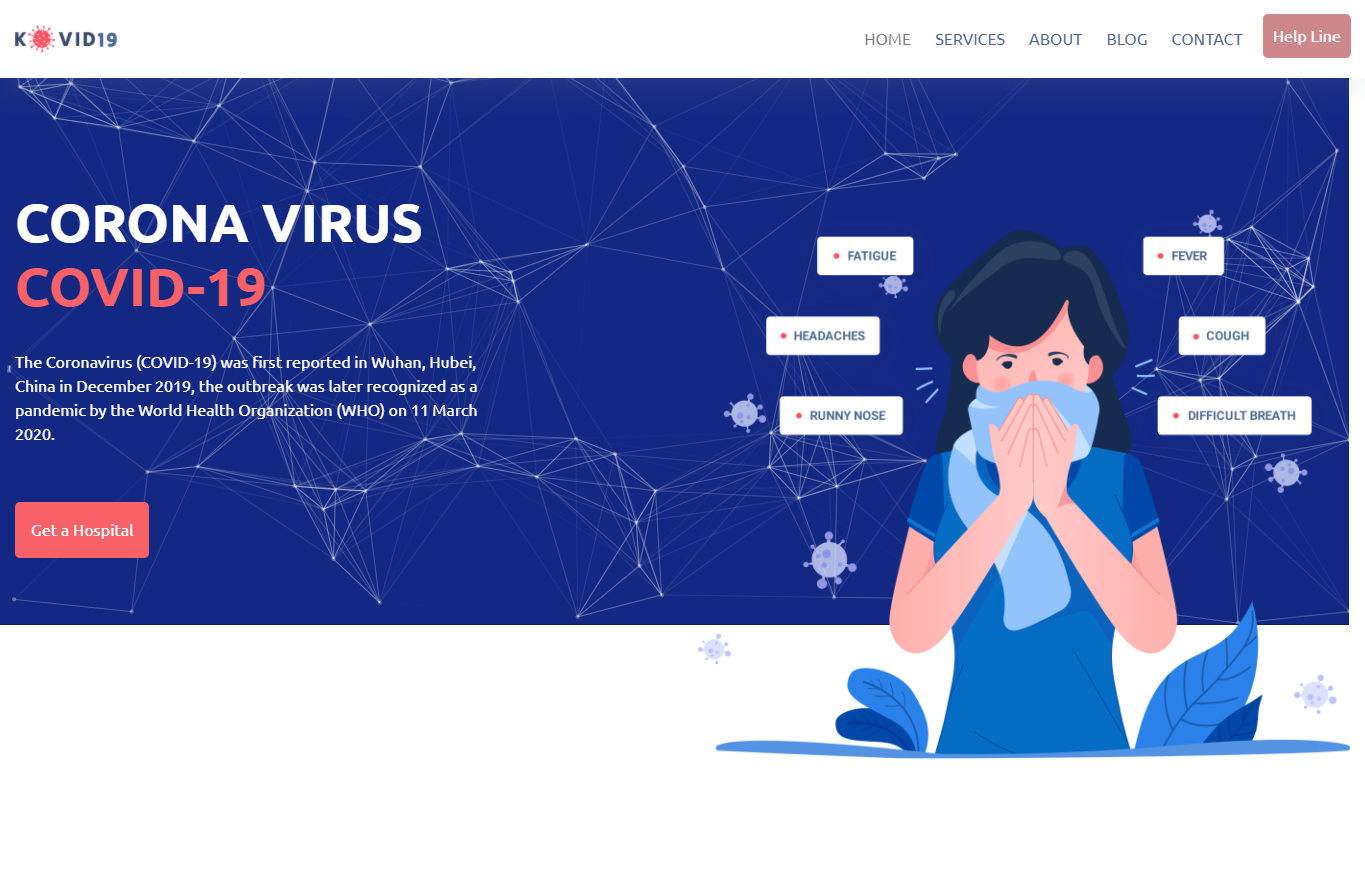 K VID19
HOME
SERVICES
ABOUT
BLOG
CONTACT
Help Line
CORONA VIRUS
COVID-19
The Coronavirus (COVID-19) was first reported in Wuhan, Hubei,
China in December 2019, the outbreak was later recognized as a
pandemic by the World Health Organization (WHO) on 11 March
2020.
Get a Hospital
FATIGUE
FEVER
HEADACHES
COUGH
RUNNY NOSE
DIFFICULT BREATH